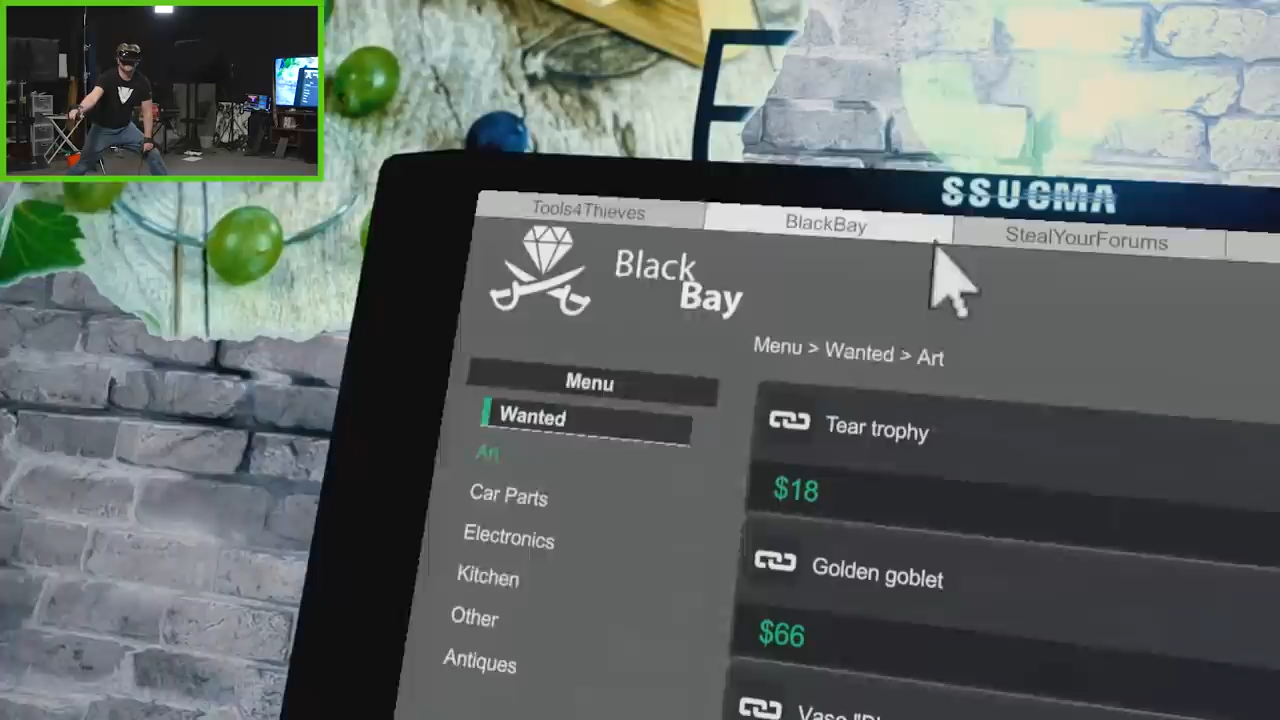 E
SSUGMA
Tools4Thieves
BlackBay
StealYourForums
Black
Bay
Menu > Wanted > Art
Menu
Wanted
Art
Car Parts
Electronics
Kitchen
Other
Antiques
Tear trophy
$18
Golden goblet
$66